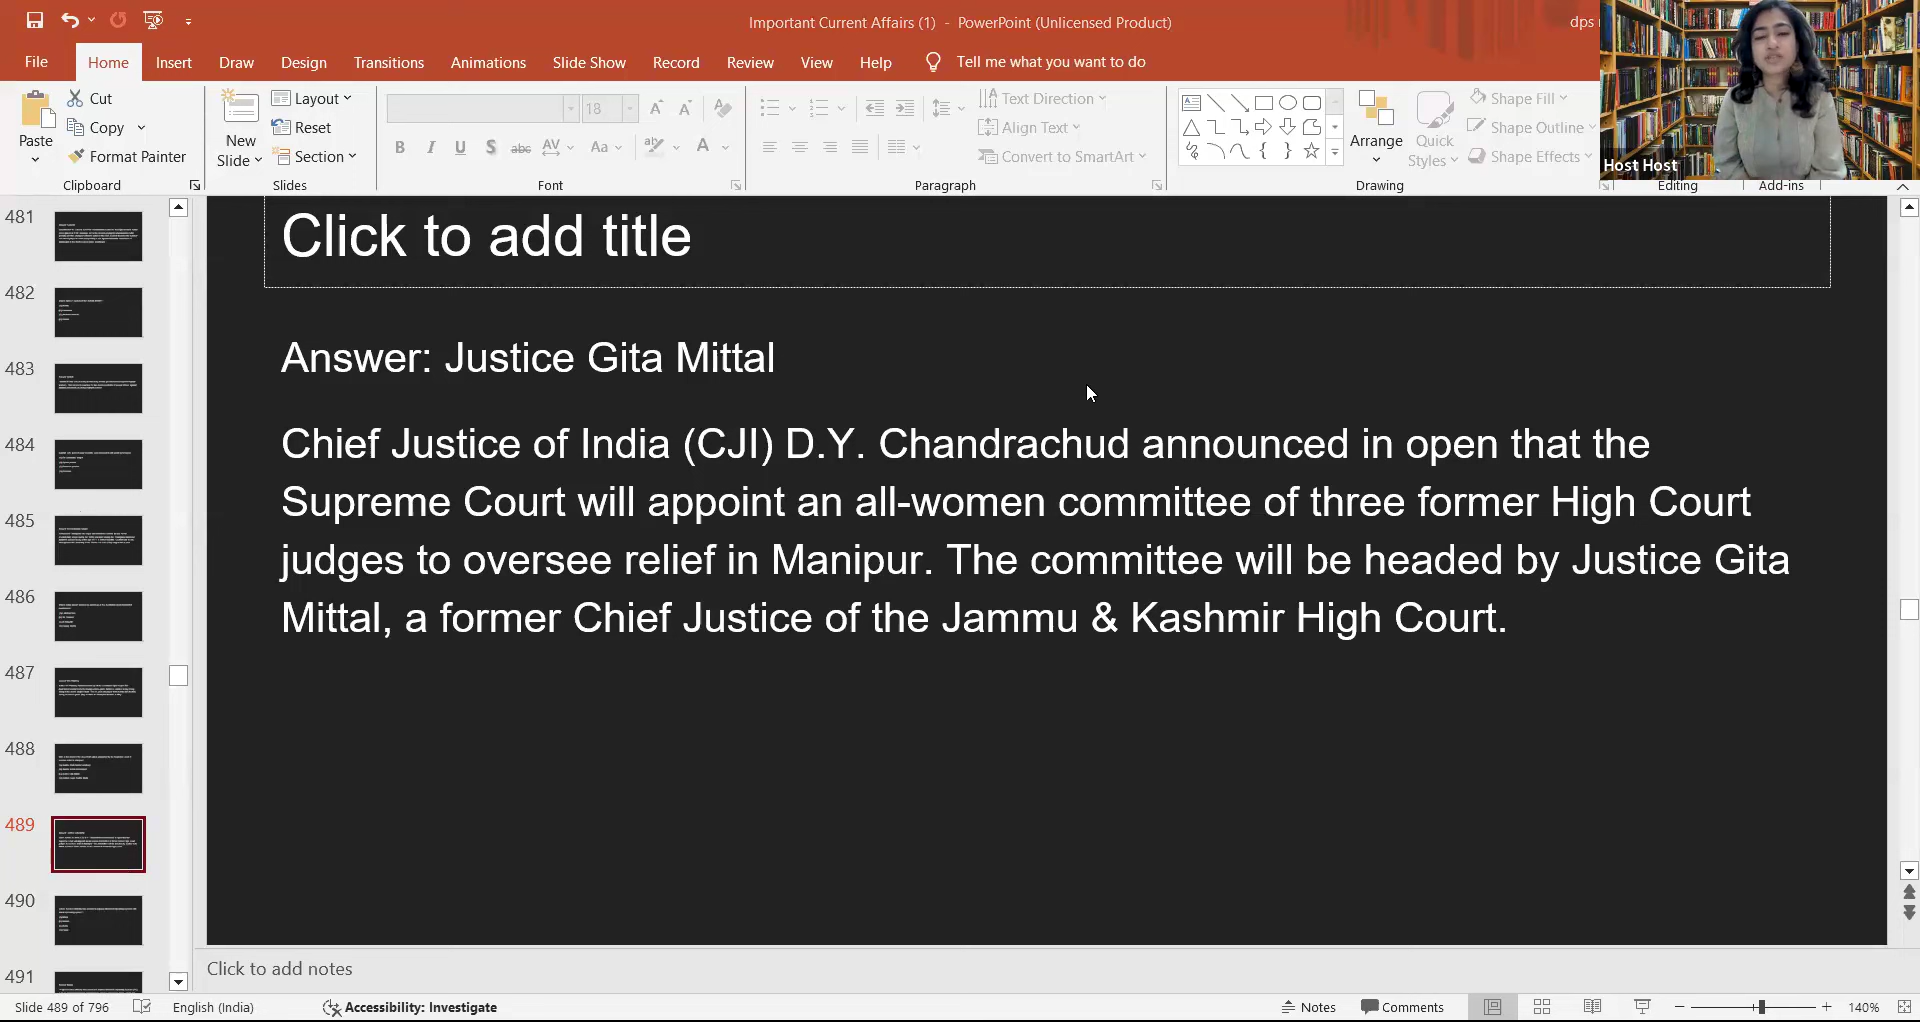 Important Current Affairs (1) - PowerPoint (Unlicensed Product)
dps
File Home Insert Draw Design Transitions Animations Slide Show Record Review View Help Tell me what you want to do
Paste
Cut
Copy
Format Painter
Clipboard
New Slide
Layout
Reset
Section
Slides
18
B I U S abc AV Aa A
Font
Text Direction
Align Text
Convert to SmartArt
Paragraph
Arrange
Quick Styles
Shape Fill
Shape Outline
Shape Effects
Drawing
Editing
Add-ins
Host Host
481
482
483
484
485
486
487
488
489
490
491
Click to add title
Answer: Justice Gita Mittal
Chief Justice of India (CJI) D.Y. Chandrachud announced in open that the
Supreme Court will appoint an all-women committee of three former High Court
judges to oversee relief in Manipur. The committee will be headed by Justice Gita
Mittal, a former Chief Justice of the Jammu & Kashmir High Court.
Click to add notes
Slide 489 of 796 English (India) Accessibility: Investigate Notes Comments 140%